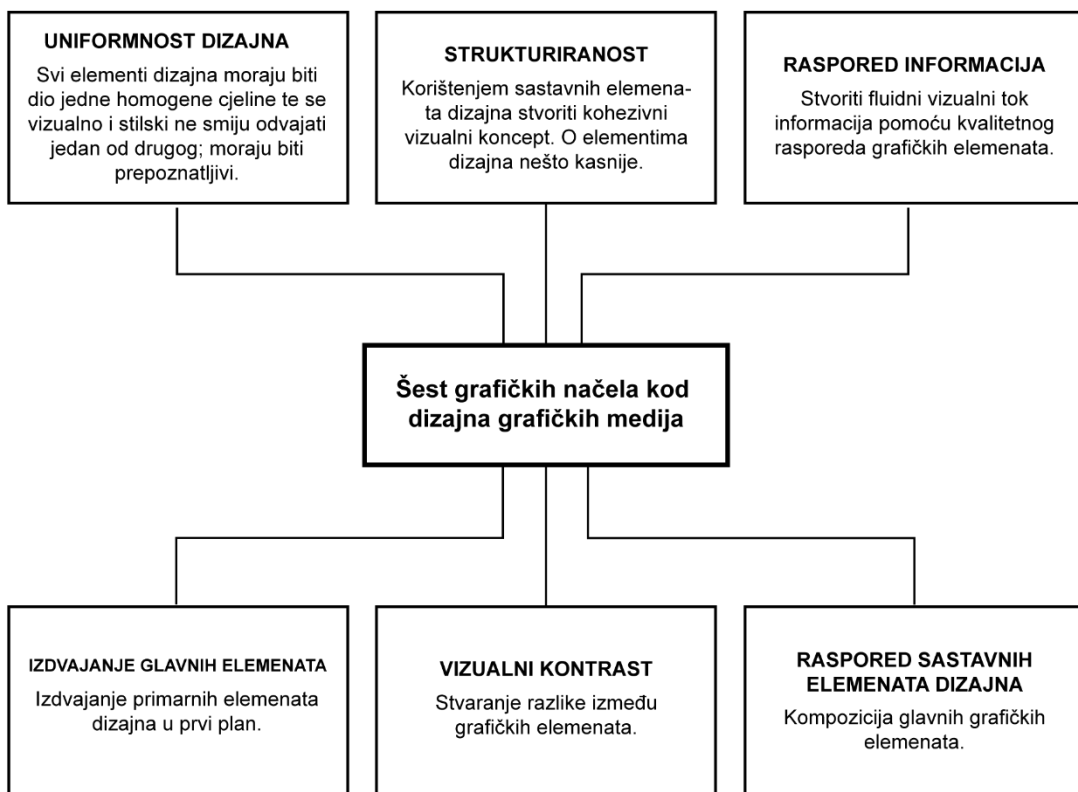 UNIFORMNOST DIZAJNA
Svi elementi dizajna moraju biti
dio jedne homogene cjeline te se
vizualno i stilski ne smiju odvajati
jedan od drugog; moraju biti
prepoznatljivi.
STRUKTURIRANOST
Korištenjem sastavnih elemena-
ta dizajna stvoriti kohezivni
vizualni koncept. O elementima
dizajna nešto kasnije.
RASPORED INFORMACIJA
Stvoriti fluidni vizualni tok
informacija pomoću kvalitetnog
rasporeda grafičkih elemenata.
Šest grafičkih načela kod
dizajna grafičkih medija
IZDVAJANJE GLAVNIH ELEMENATA
Izdvajanje primarnih elemenata
dizajna u prvi plan.
VIZUALNI KONTRAST
Stvaranje razlike između
grafičkih elemenata.
RASPORED SASTAVNIH
ELEMENATA DIZAJNA
Kompozicija glavnih grafičkih
elemenata.